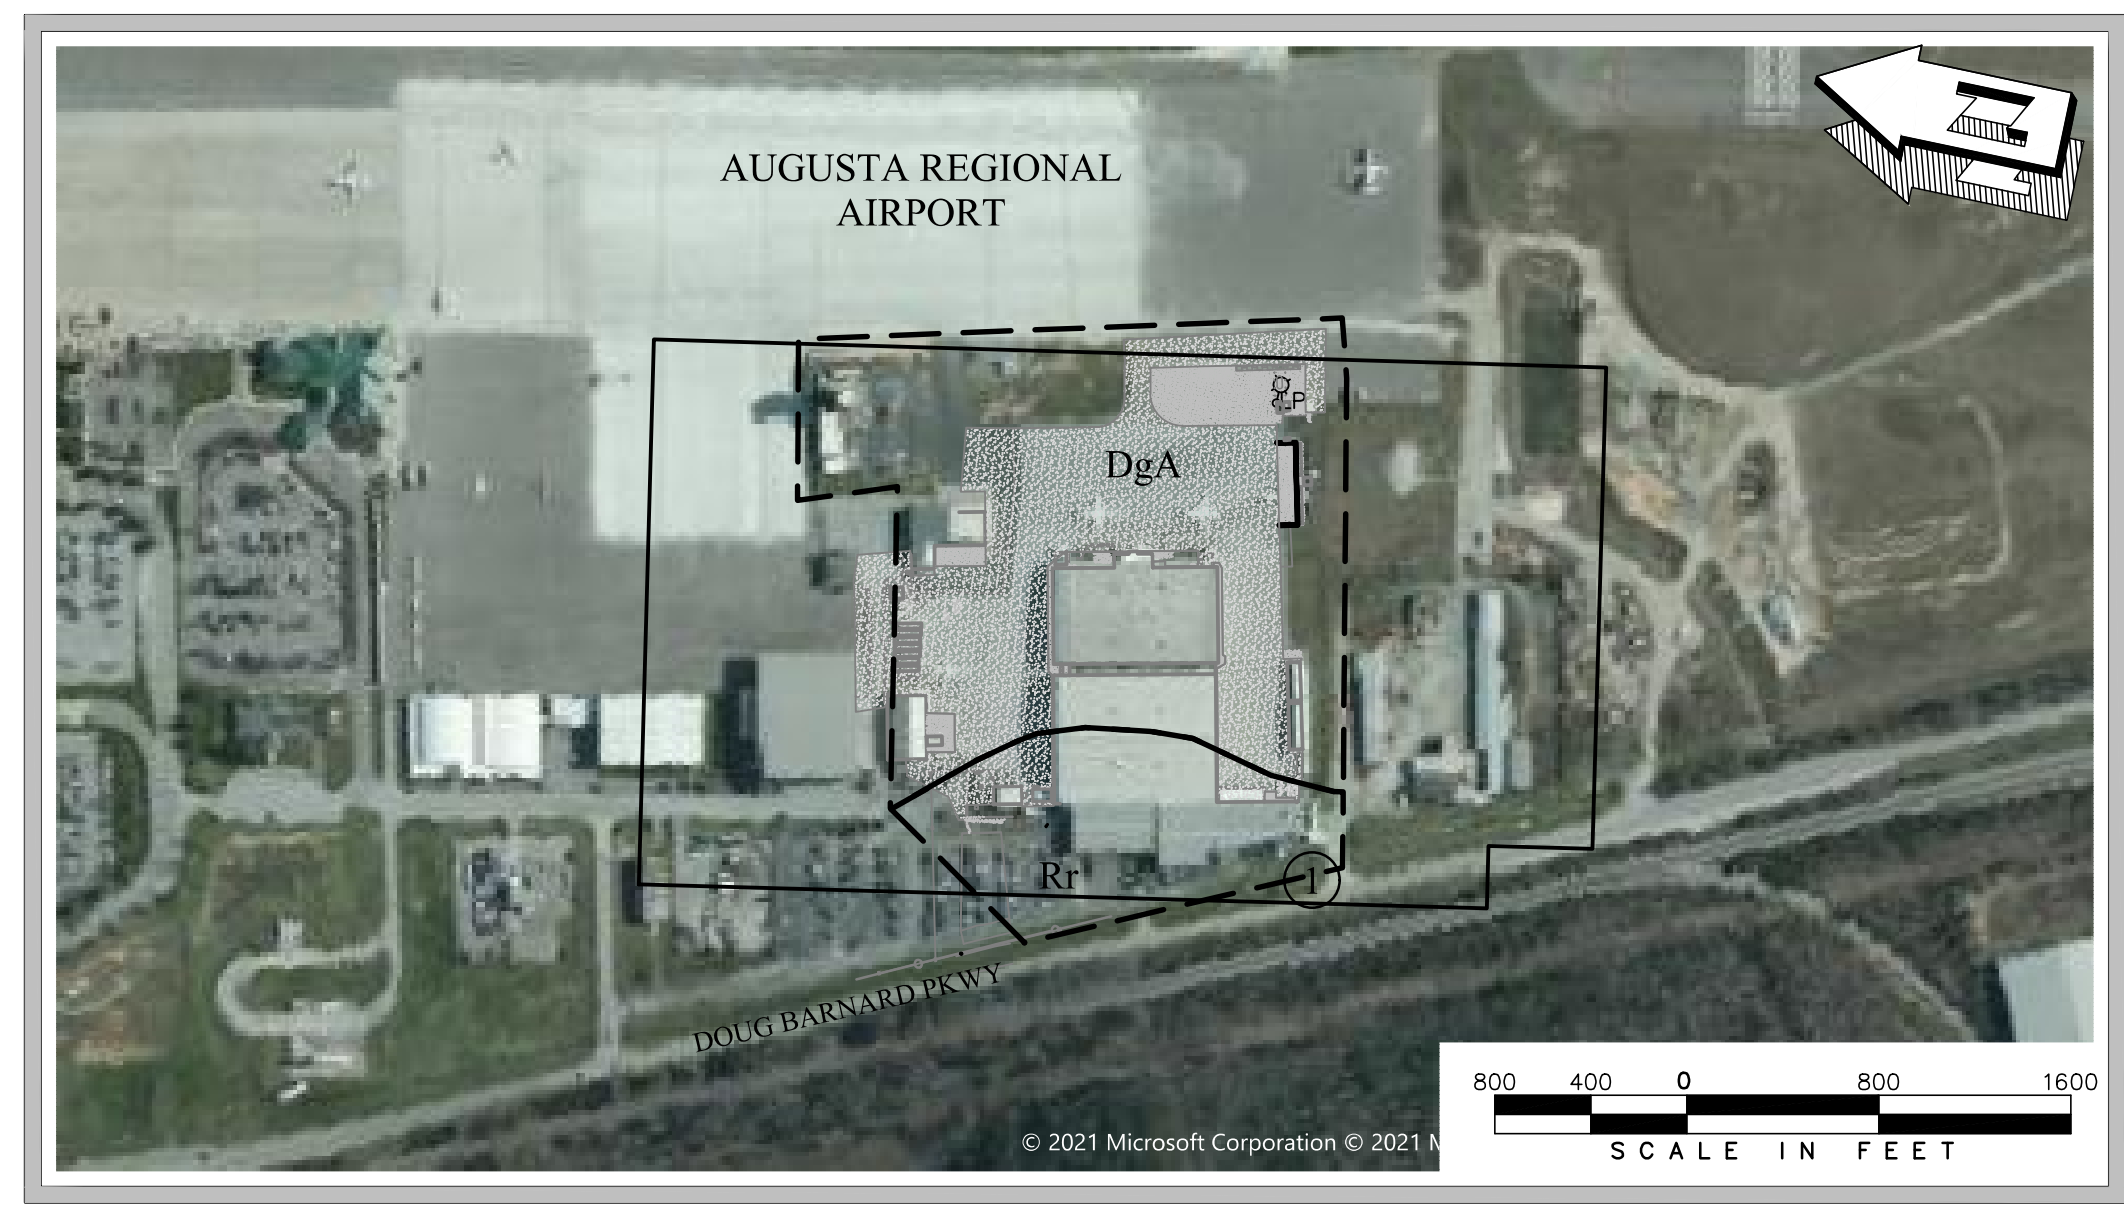 AUGUSTA REGIONAL
AIRPORT
P
DgA
Rr
1
DOUG BARNARD PKWY
800 400 0 800 1600
SCALE IN FEET
© 2021 Microsoft Corporation © 2021